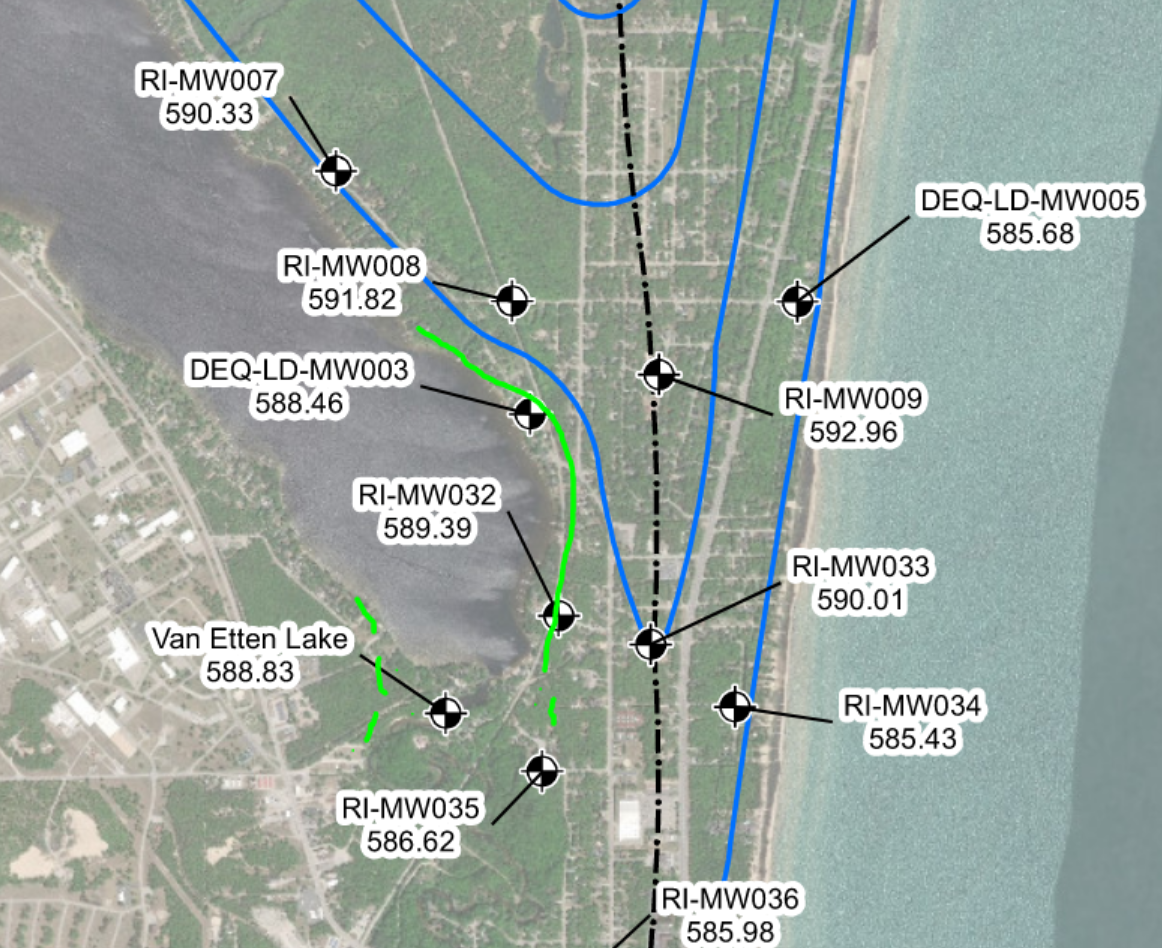 RI-MW007
590.33
DEQ-LD-MW005
585.68
RI-MW008
591.82
DEQ-LD-MW003
588.46
RI-MW009
592.96
RI-MW032
589.39
RI-MW033
590.01
Van Etten Lake
588.83
RI-MW034
585.43
RI-MW035
586.62
RI-MW036
585.98